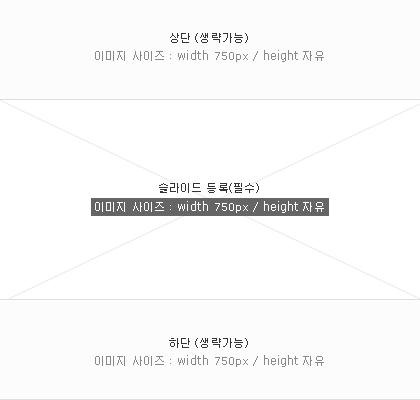 상단 (생략가능)
이미지 사이즈 : width 750px / height 자유
슬라이드 등록(필수)
이미지 사이즈 : width 750px / height 자유
하단 (생략가능)
이미지 사이즈 : width 750px / height 자유